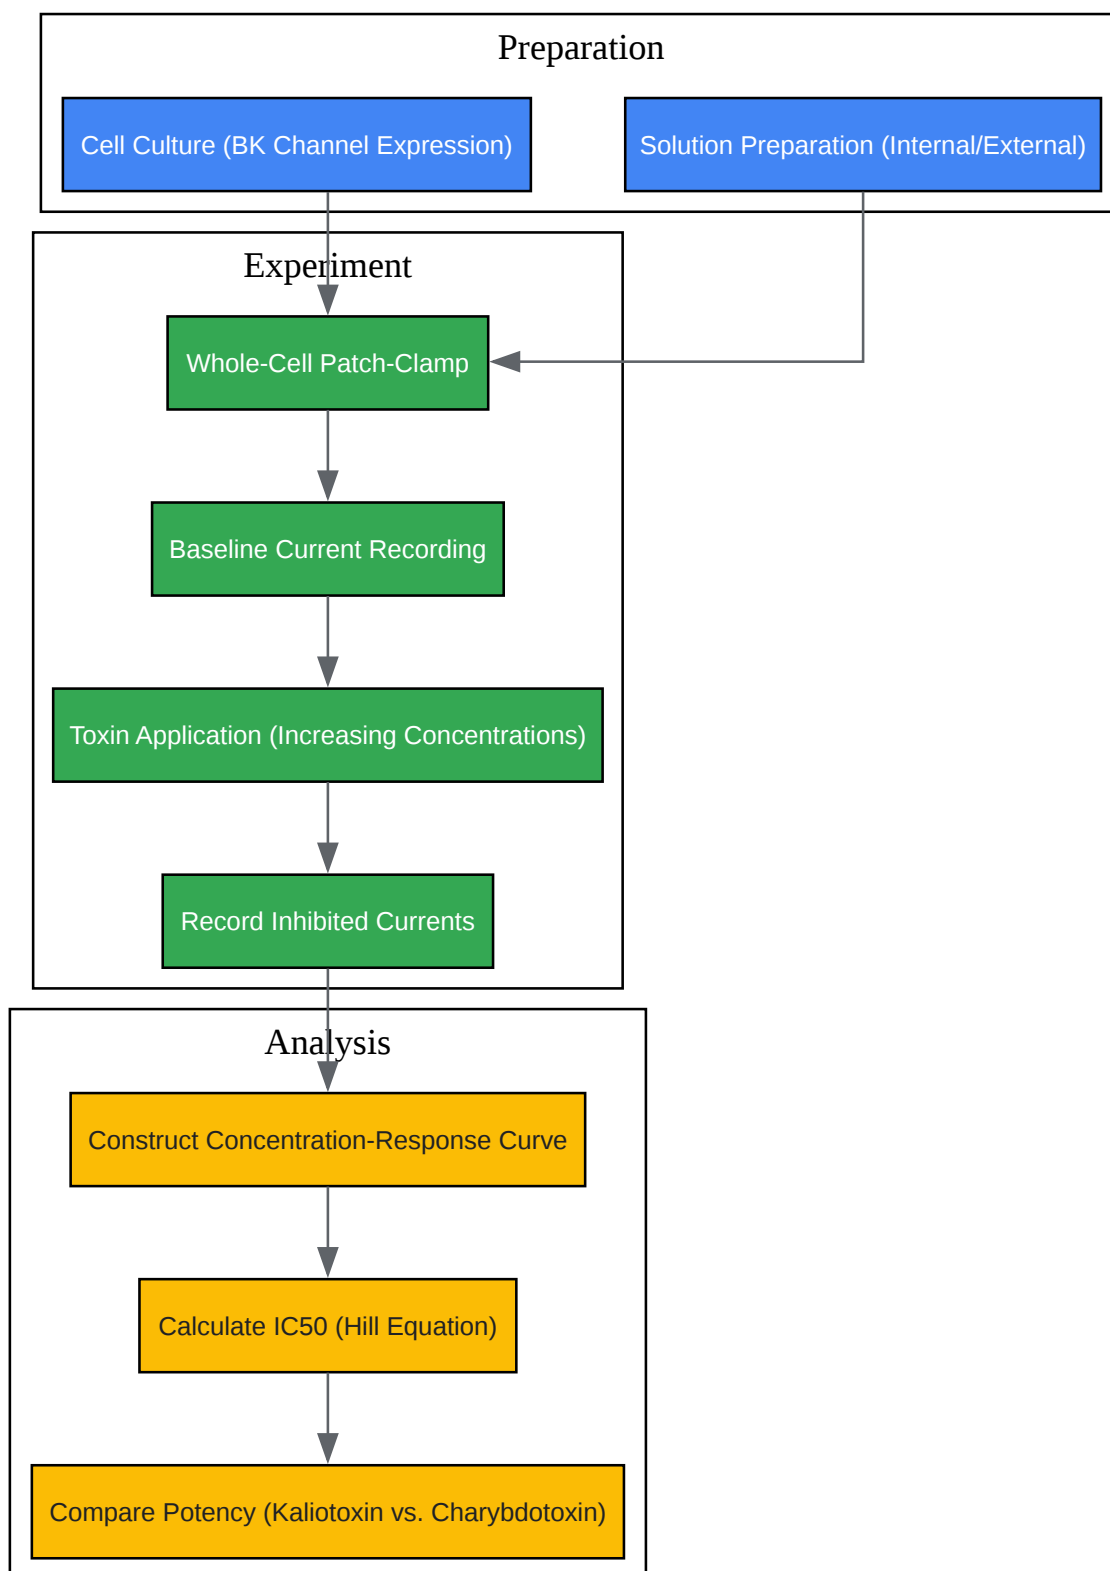 Preparation
Cell Culture (BK Channel Expression)
Solution Preparation (Internal/External)
Experiment
Whole-Cell Patch-Clamp
Baseline Current Recording
Toxin Application (Increasing Concentrations)
Record Inhibited Currents
Analysis
Construct Concentration-Response Curve
Calculate IC50 (Hill Equation)
Compare Potency (Kaliotoxin vs. Charybdotoxin)